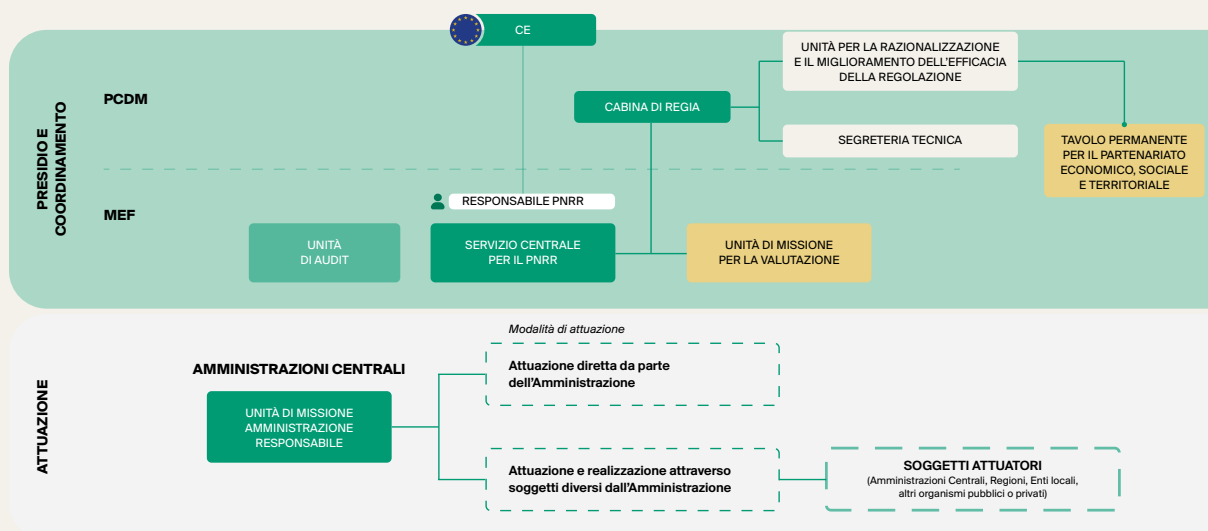 CE
PRESIDIO E
COORDINAMENTO
PCDM
CABINA DI REGIA
UNITÀ PER LA RAZIONALIZZAZIONE
E IL MIGLIORAMENTO DELL'EFFICACIA
DELLA REGOLAZIONE
SEGRETERIA TECNICA
TAVOLO PERMANENTE
PER IL PARTENARIATO
ECONOMICO, SOCIALE
E TERRITORIALE
MEF
RESPONSABILE PNRR
UNITÀ
DI AUDIT
SERVIZIO CENTRALE
PER IL PNRR
UNITÀ DI MISSIONE
PER LA VALUTAZIONE
ATTUAZIONE
AMMINISTRAZIONI CENTRALI
UNITÀ DI MISSIONE
AMMINISTRAZIONE
RESPONSABILE
Modalità di attuazione
Attuazione diretta da parte
dell'Amministrazione
Attuazione e realizzazione attraverso
soggetti diversi dall'Amministrazione
SOGGETTI ATTUATORI
(Amministrazioni Centrali, Regioni, Enti locali,
altri organismi pubblici o privati)